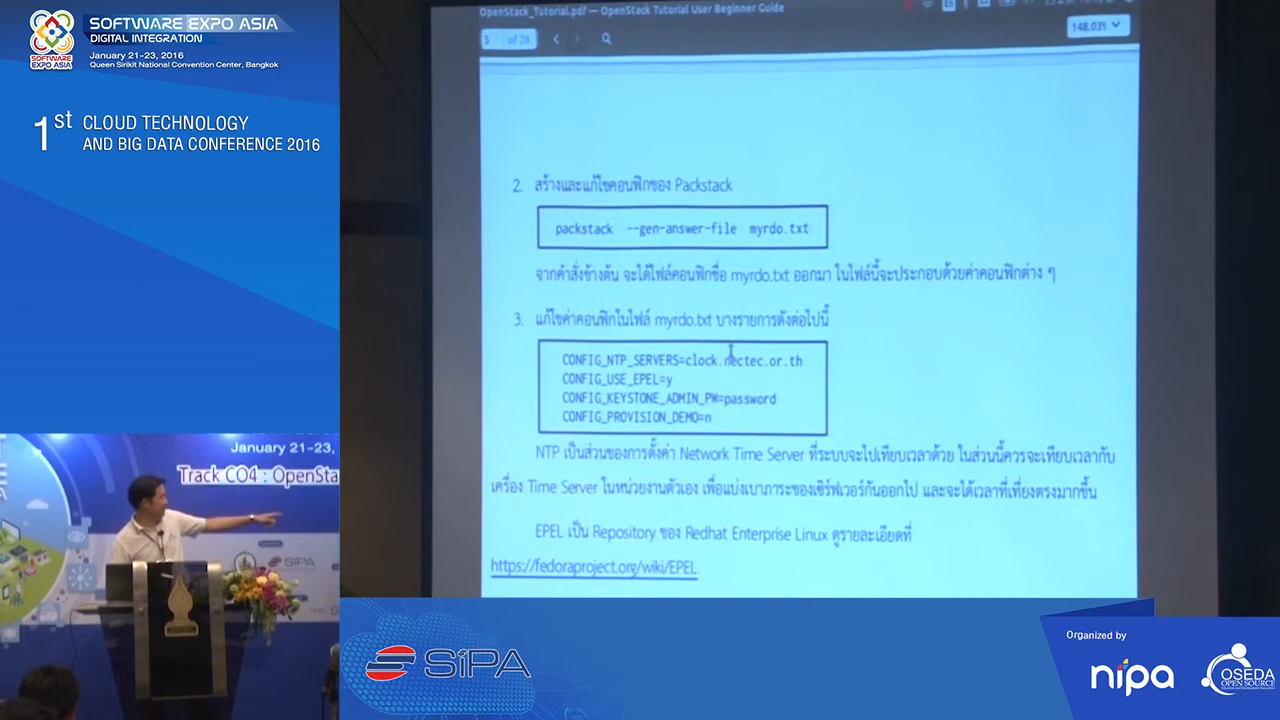 SOFTWARE EXPO ASIA
DIGITAL INTEGRATION
January 21-23, 2016
Queen Sirikit National Convention Center, Bangkok
SOFTWARE
EXPO ASIA
1st CLOUD TECHNOLOGY
AND BIG DATA CONFERENCE 2016
OpenStack_Tutorial.pdf — OpenStack Tutorial User Beginner Guide
5 of 26
148.03%
2. สร้างและแก้ไขคอนฟิกของ Packstack
packstack --gen-answer-file myrdo.txt
จากคำสั่งข้างต้น จะได้ไฟล์คอนฟิกชื่อ myrdo.txt ออกมา ในไฟล์นี้จะประกอบด้วยค่าคอนฟิกต่าง ๆ
3. แก้ไขค่าคอนฟิกในไฟล์ myrdo.txt บางรายการดังต่อไปนี้
CONFIG_NTP_SERVERS=clock.nectec.or.th
CONFIG_USE_EPEL=y
CONFIG_KEYSTONE_ADMIN_PW=password
CONFIG_PROVISION_DEMO=n
NTP เป็นส่วนของการตั้งค่า Network Time Server ที่ระบบจะไปเทียบเวลาด้วย ในส่วนนี้ควรจะเทียบเวลากับ
เครื่อง Time Server ในหน่วยงานตัวเอง เพื่อแบ่งเบาภาระของเซิร์ฟเวอร์กันออกไป และจะได้เวลาที่เที่ยงตรงมากขึ้น
EPEL เป็น Repository ของ Redhat Enterprise Linux ดูรายละเอียดที่
https://fedoraproject.org/wiki/EPEL
January 21-23,
Track CO4 : OpenSta
SIPA
SIPA
Organized by
nipa
OSEDA
OPEN SOURCE